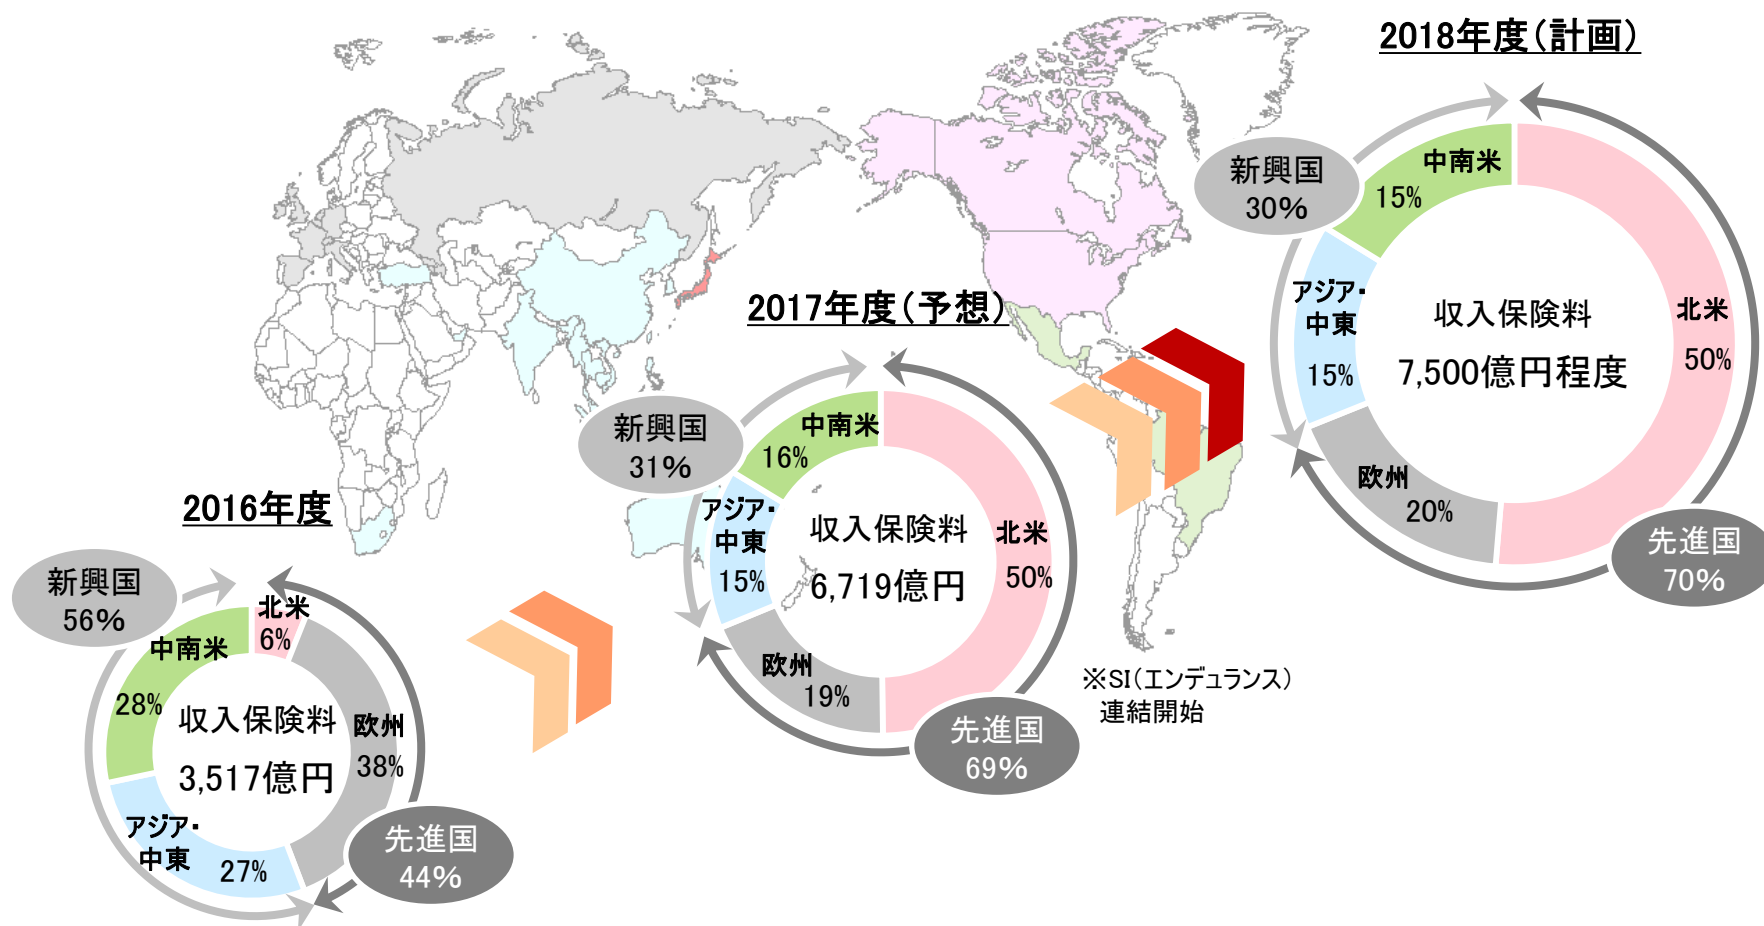 2016年度
新興国
56%
北米
6%
中南米
28%
収入保険料
3,517億円
欧州
38%
アジア・
中東
27%
先進国
44%
2017年度(予想)
新興国
31%
中南米
16%
アジア・
中東
15%
収入保険料
6,719億円
北米
50%
欧州
19%
先進国
69%
※SI(エンデュランス)
連結開始
2018年度(計画)
新興国
30%
中南米
15%
アジア・
中東
15%
収入保険料
7,500億円程度
北米
50%
欧州
20%
先進国
70%